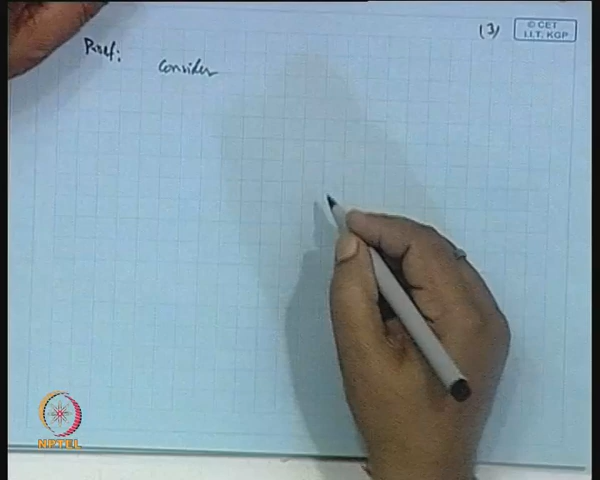 (3)
© CET
I.I.T. KGP
Proof:
Consider
NPTEL